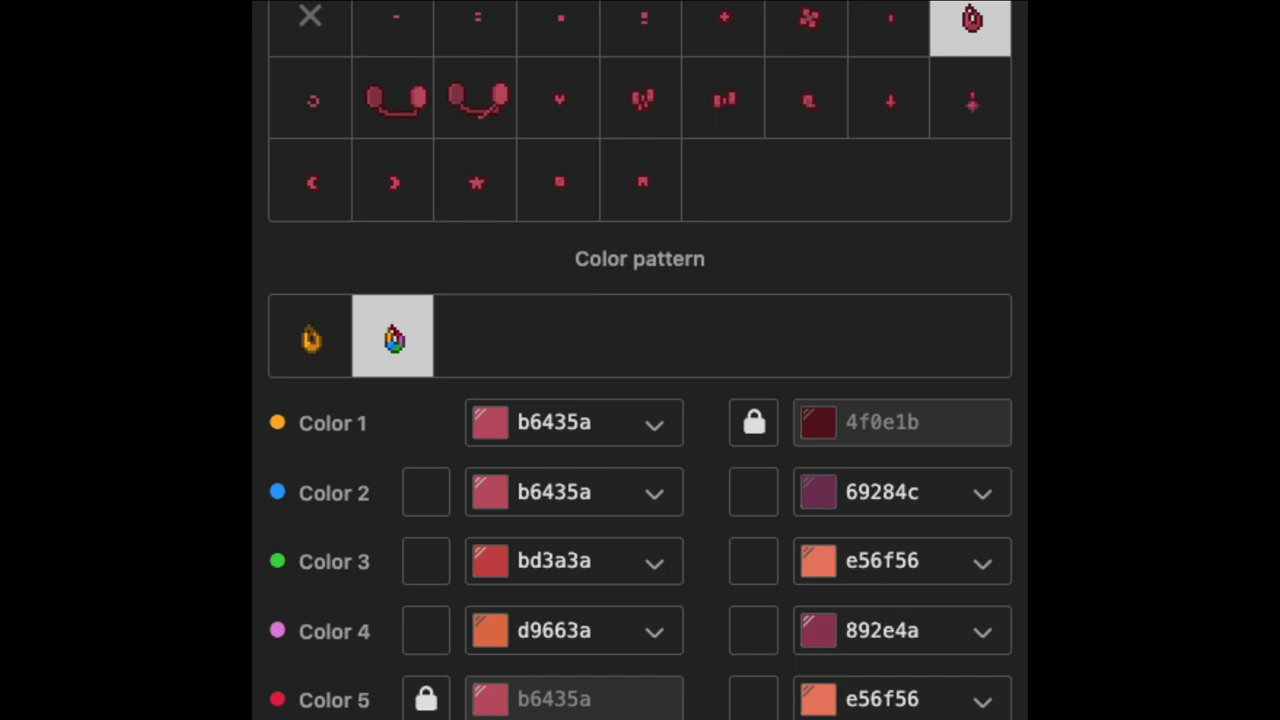 Color pattern
Color 1 b6435a 4f0e1b
Color 2 b6435a 69284c
Color 3 bd3a3a e56f56
Color 4 d9663a 892e4a
Color 5 b6435a e56f56